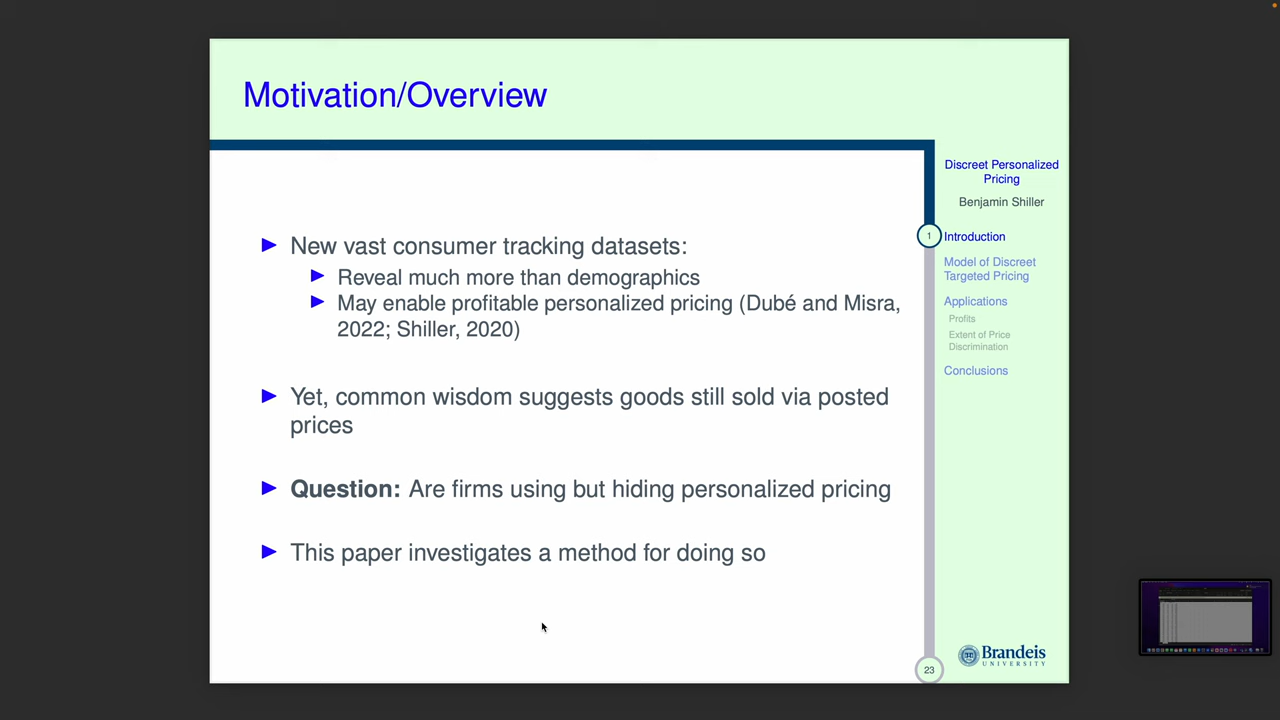 Motivation/Overview
New vast consumer tracking datasets:
Reveal much more than demographics
May enable profitable personalized pricing (Dubé and Misra,
2022; Shiller, 2020)
Yet, common wisdom suggests goods still sold via posted
prices
Question: Are firms using but hiding personalized pricing
This paper investigates a method for doing so
Discreet Personalized
Pricing
Benjamin Shiller
1
Introduction
Model of Discreet
Targeted Pricing
Applications
Profits
Extent of Price
Discrimination
Conclusions
Brandeis
UNIVERSITY
23